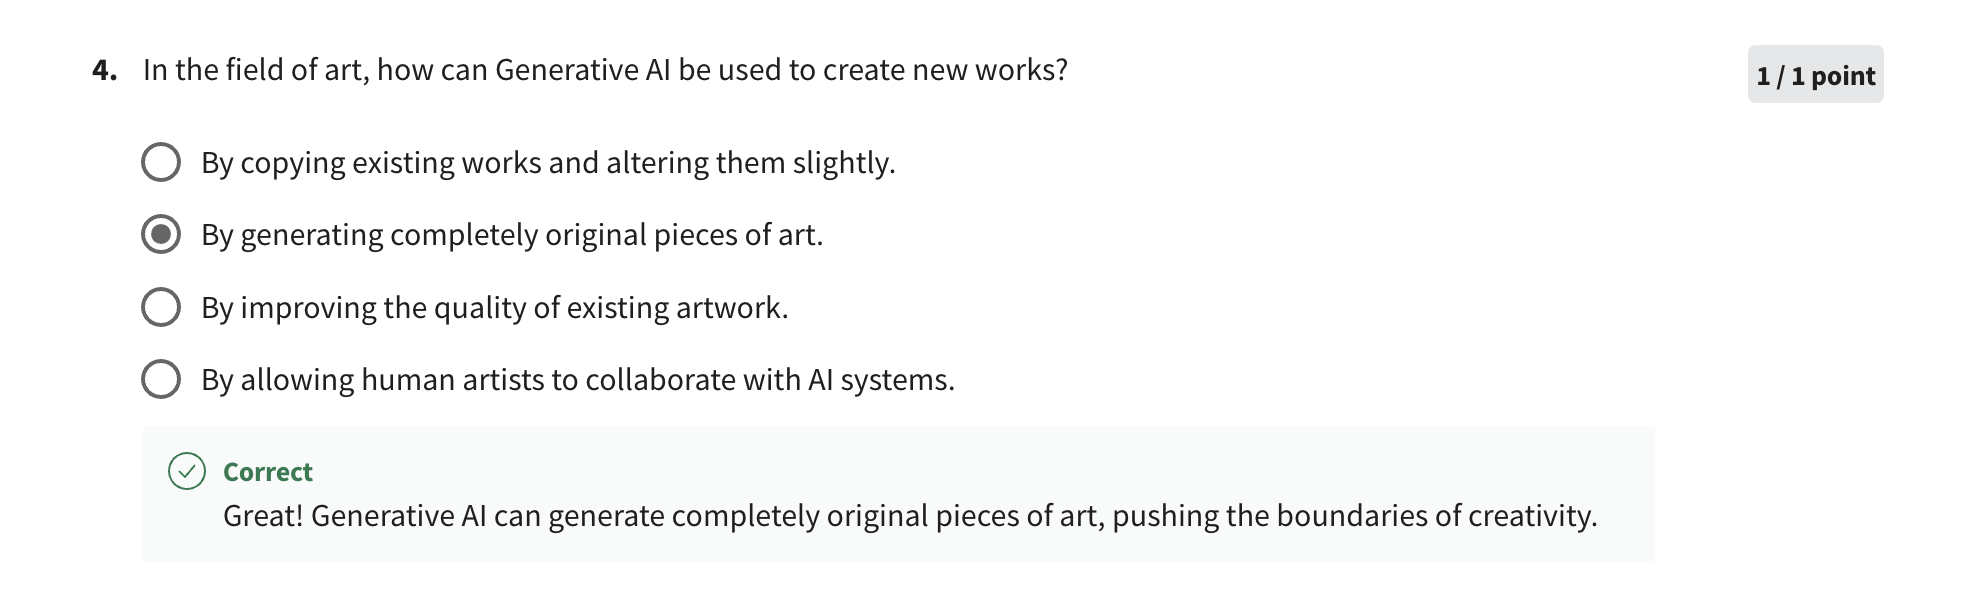 4. In the field of art, how can Generative AI be used to create new works?
1 / 1 point
By copying existing works and altering them slightly.
By generating completely original pieces of art.
By improving the quality of existing artwork.
By allowing human artists to collaborate with AI systems.
Correct
Great! Generative AI can generate completely original pieces of art, pushing the boundaries of creativity.